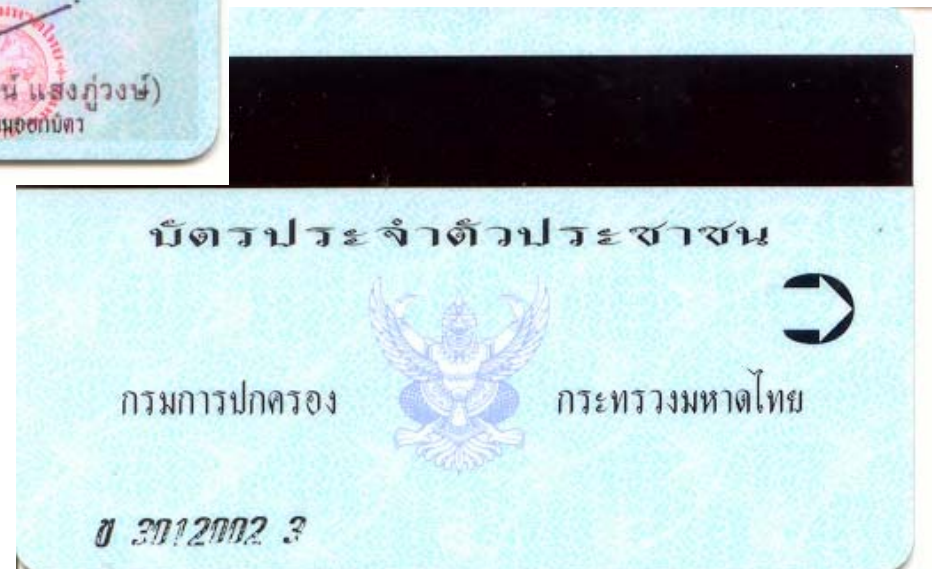 แสงภู่วงษ์)
บัตรประจำตัวประชาชน
กรมการปกครอง กระทรวงมหาดไทย
ข 3012002 3